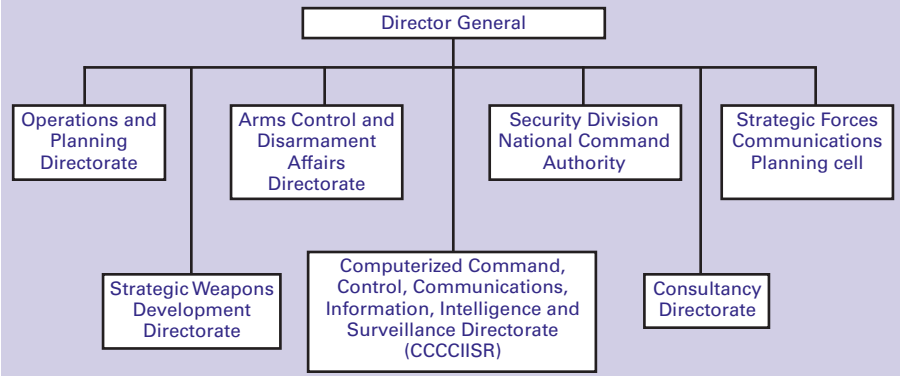 Director General
Operations and
Planning
Directorate
Arms Control and
Disarmament
Affairs
Directorate
Security Division
National Command
Authority
Strategic Forces
Communications
Planning cell
Strategic Weapons
Development
Directorate
Computerized Command,
Control, Communications,
Information, Intelligence and
Surveillance Directorate
(CCCCIISR)
Consultancy
Directorate